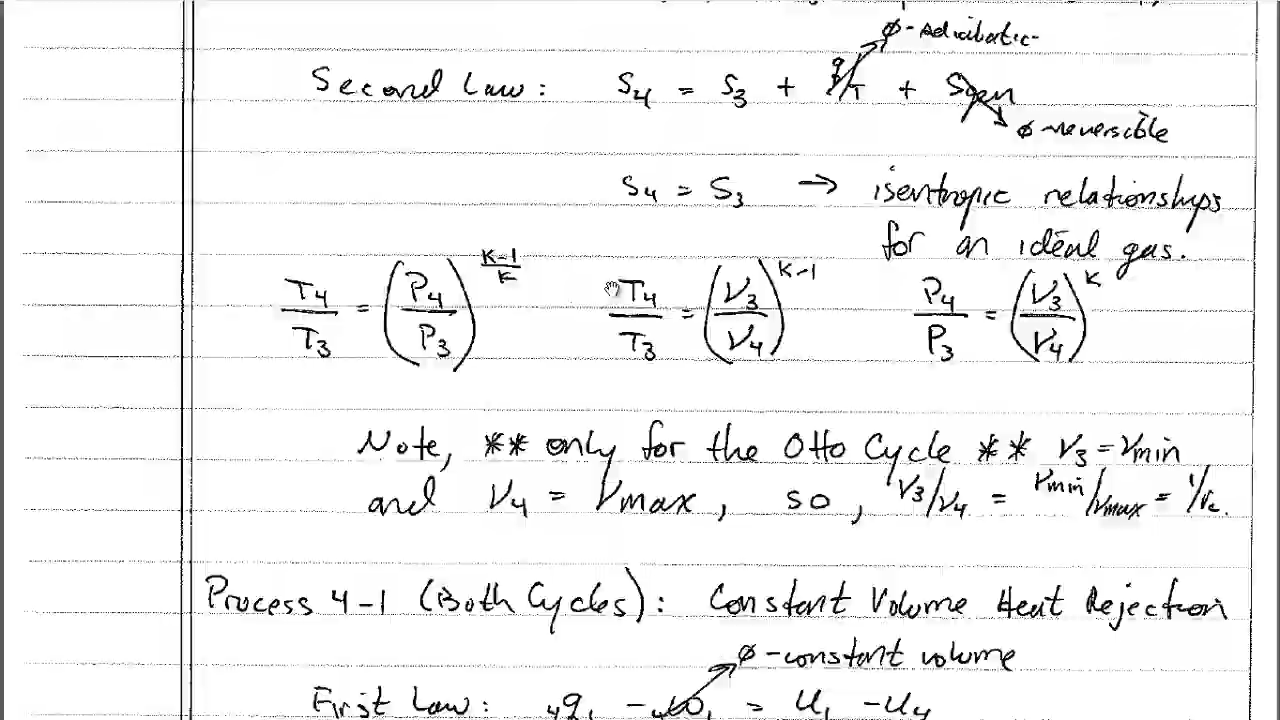 ø-adiabatic
Second Law: S4 = S3 + q/T + Sgen
ø-reversible
S4 = S3 → isentropic relationships
for an ideal gas.
T4/T3 = (P4/P3)^(K-1)/K T4/T3 = (V3/V4)^K-1 P4/P3 = (V3/V4)^K
Note, ** only for the Otto Cycle ** V3 = Vmin
and V4 = Vmax, so, V3/V4 = Vmin/Vmax = 1/rc.
Process 4-1 (Both Cycles): Constant Volume Heat Rejection
ø-constant volume
First Law: 4q1 - 4w1 = U1 - U4